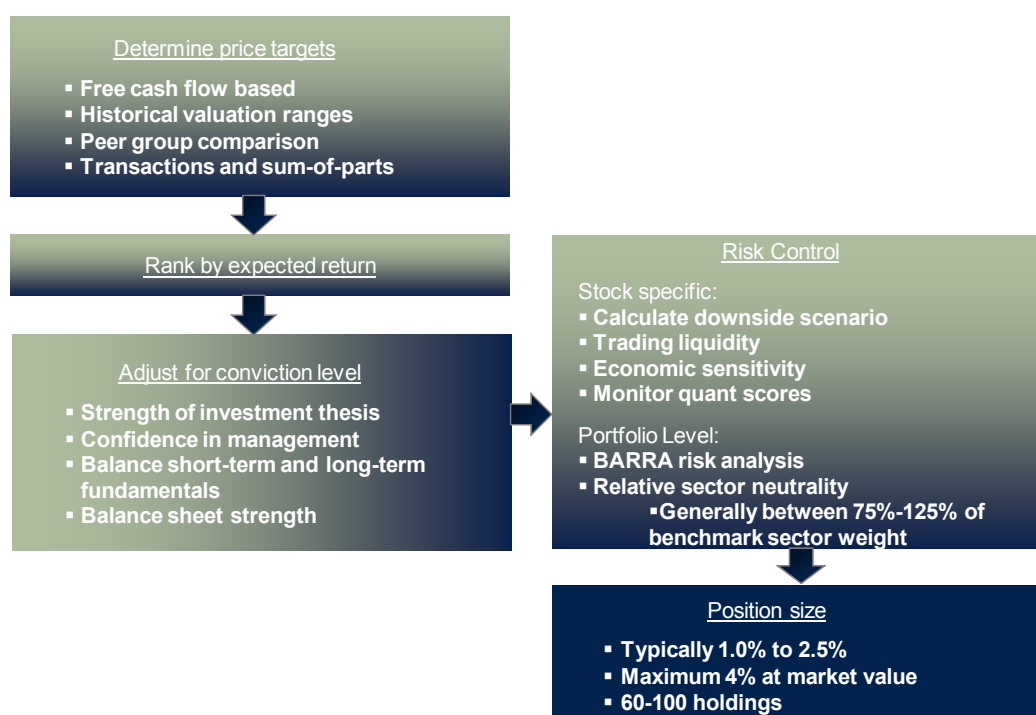 Determine price targets
▪ Free cash flow based
▪ Historical valuation ranges
▪ Peer group comparison
▪ Transactions and sum-of-parts
Rank by expected return
Adjust for conviction level
▪ Strength of investment thesis
▪ Confidence in management
▪ Balance short-term and long-term
fundamentals
▪ Balance sheet strength
Risk Control
Stock specific:
▪ Calculate downside scenario
▪ Trading liquidity
▪ Economic sensitivity
▪ Monitor quant scores
Portfolio Level:
▪ BARRA risk analysis
▪ Relative sector neutrality
▪Generally between 75%-125% of
benchmark sector weight
Position size
▪ Typically 1.0% to 2.5%
▪ Maximum 4% at market value
▪ 60-100 holdings